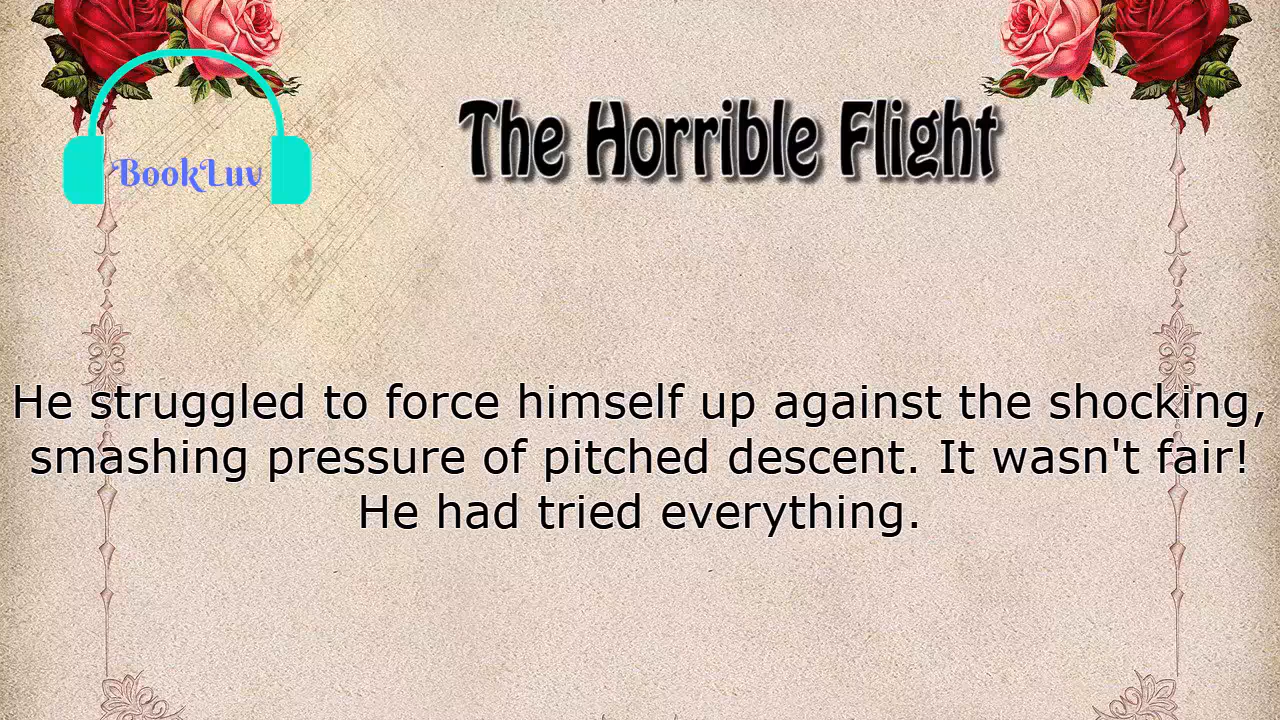 The Horrible Flight
BookLuv
He struggled to force himself up against the shocking,
smashing pressure of pitched descent. It wasn't fair!
He had tried everything.